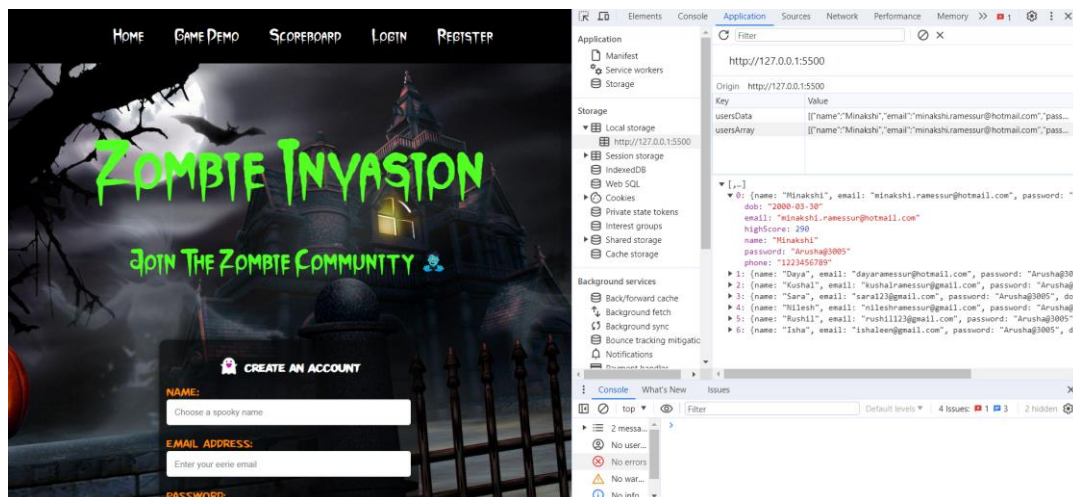 Home Game Demo Scoreboard Login Register
Zombie Invasion
Join The Zombie Community
CREATE AN ACCOUNT
NAME:
Choose a spooky name
EMAIL ADDRESS:
Enter your eerie email
PASSWORD:
Elements Console Application Sources Network Performance Memory 1
Application
Manifest
Service workers
Storage
Storage
Local storage
http://127.0.0.1:5500
Session storage
IndexedDB
Web SQL
Cookies
Private state tokens
Interest groups
Shared storage
Cache storage
Background services
Back/forward cache
Background fetch
Background sync
Bounce tracking mitigatic
Notifications
Payment handler
Filter
http://127.0.0.1:5500
Origin http://127.0.0.1:5500
Key Value
usersData [{"name":"Minakshi","email":"minakshi.ramessur@hotmail.com","pass...
usersArray [{"name":"Minakshi","email":"minakshi.ramessur@hotmail.com","pass...
[,…]
0: {name: "Minakshi", email: "minakshi.ramessur@hotmail.com", password: "
dob: "2000-03-30"
email: "minakshi.ramessur@hotmail.com"
highScore: 290
name: "Minakshi"
password: "Arusha@3005"
phone: "1223456789"
1: {name: "Daya", email: "dayaramessur@hotmail.com", password: "Arusha@30
2: {name: "Kushal", email: "kushalramessur@gmail.com", password: "Arusha@
3: {name: "Sara", email: "sara123@gmail.com", password: "Arusha@3005", do
4: {name: "Nilesh", email: "nileshramessur@gmail.com", password: "Arusha@
5: {name: "Rushil", email: "rushil123@gmail.com", password: "Arusha@3005"
6: {name: "Isha", email: "ishaleen@gmail.com", password: "Arusha@3005", d
Console What's New Issues
top Filter Default levels 4 Issues: 1 3 2 hidden
2 messa...
No user...
No errors
No war...
No info